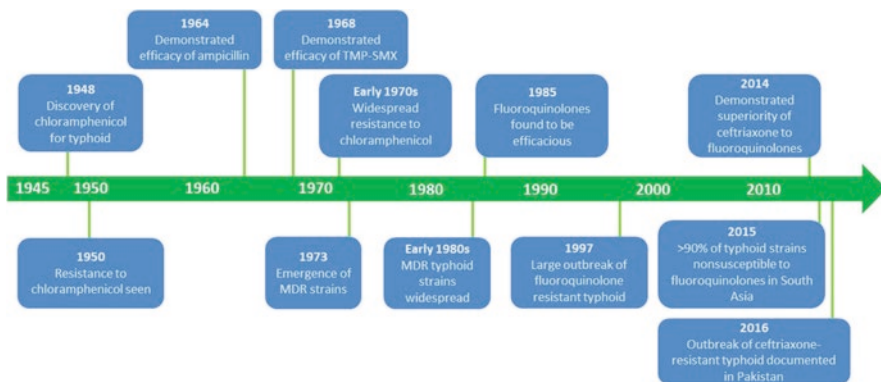 1964
Demonstrated
efficacy of ampicillin
1968
Demonstrated
efficacy of TMP-SMX
1948
Discovery of
chloramphenicol
for typhoid
Early 1970s
Widespread
resistance to
chloramphenicol
1985
Fluoroquinolones
found to be
efficacious
2014
Demonstrated
superiority of
ceftriaxone to
fluoroquinolones
1945 1950 1960 1970 1980 1990 2000 2010
1950
Resistance to
chloramphenicol seen
1973
Emergence of
MDR strains
Early 1980s
MDR typhoid
strains
widespread
1997
Large outbreak of
fluoroquinolone
resistant typhoid
2015
>90% of typhoid strains
nonsusceptible to
fluoroquinolones in South
Asia
2016
Outbreak of ceftriaxone-
resistant typhoid documented
in Pakistan